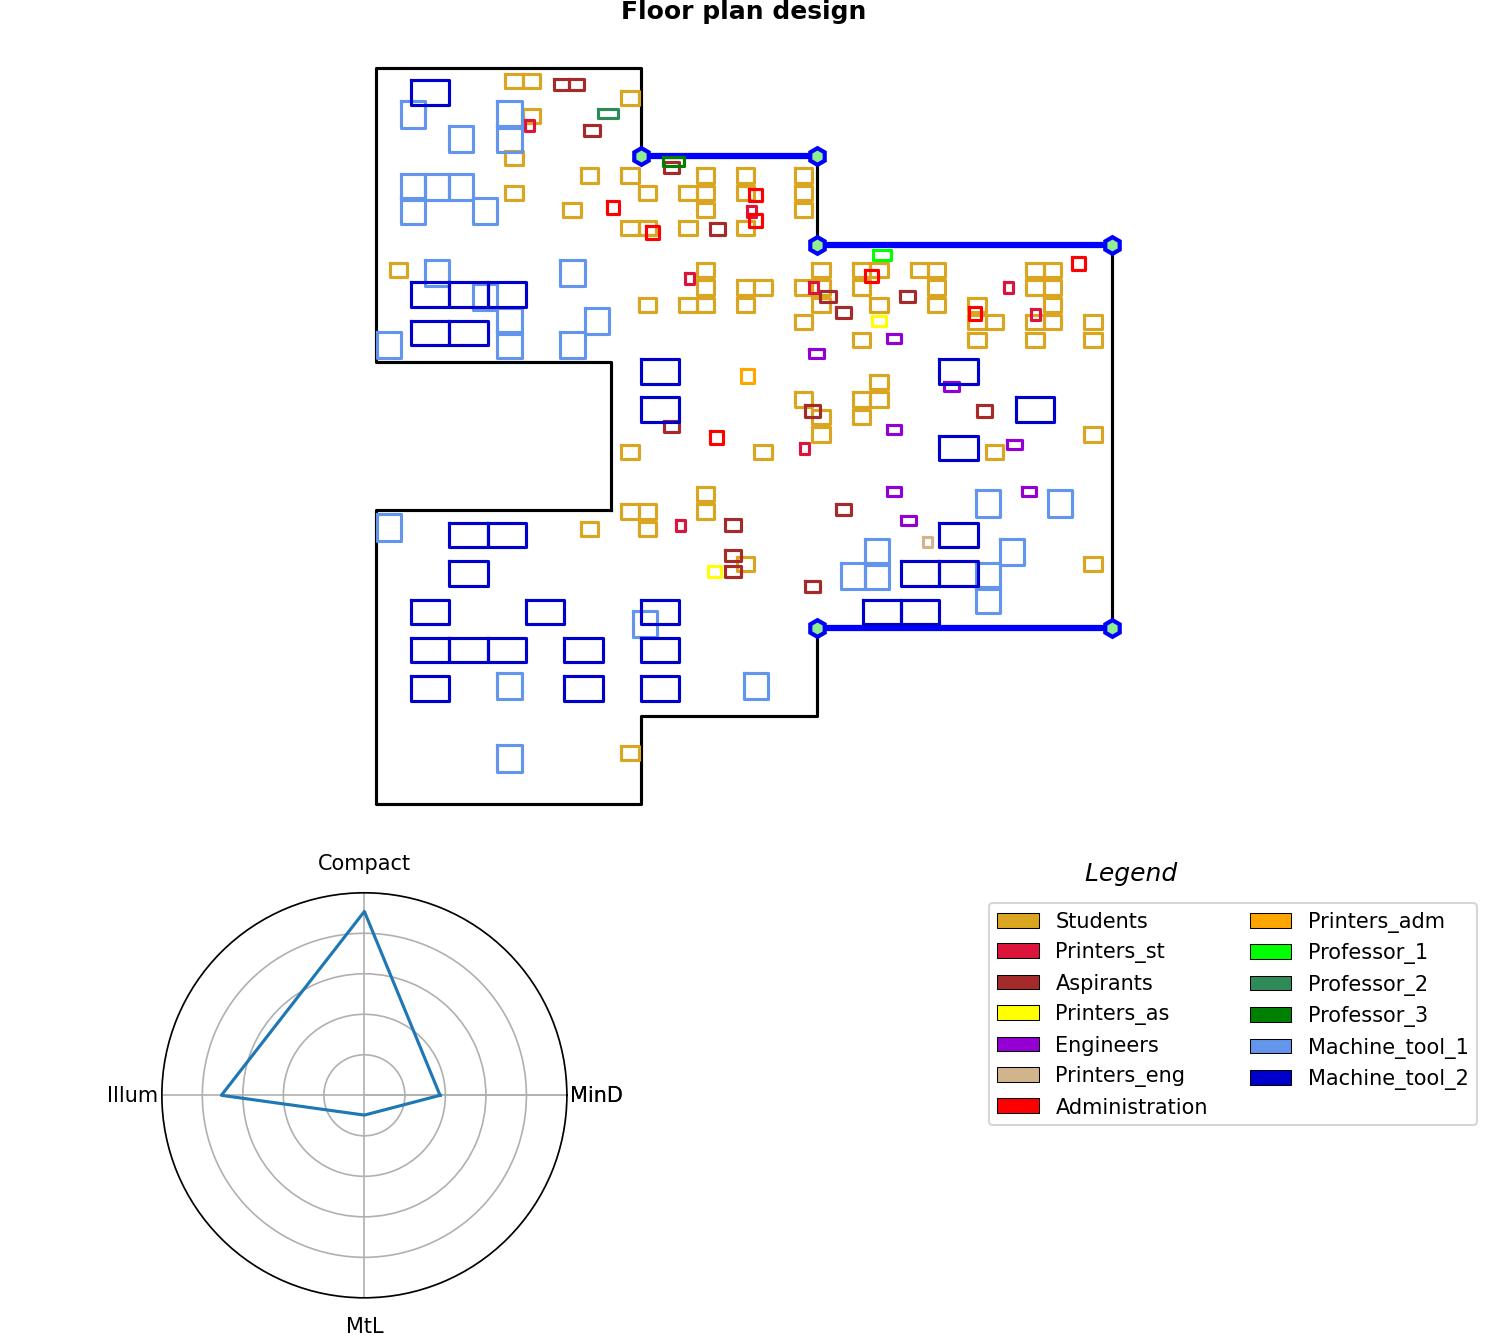 Floor plan design
Compact
Illum
MinD
MtL
Legend
Students
Printers_st
Aspirants
Printers_as
Engineers
Printers_eng
Administration
Printers_adm
Professor_1
Professor_2
Professor_3
Machine_tool_1
Machine_tool_2